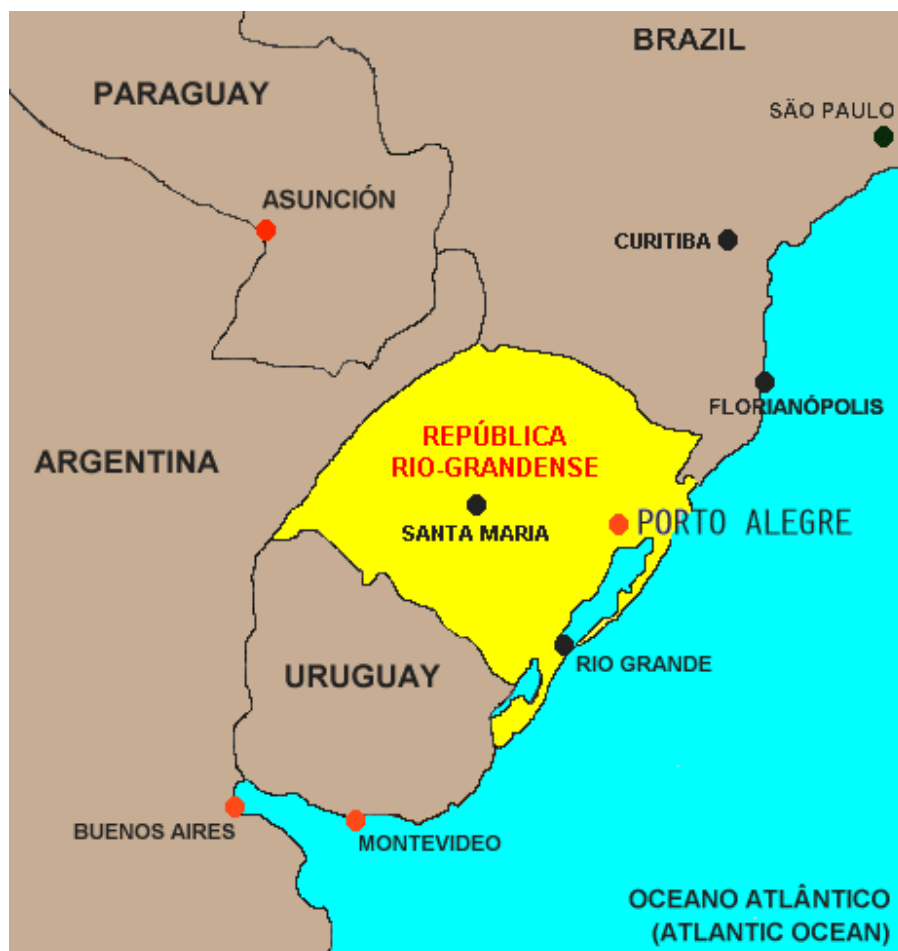 BRAZIL
PARAGUAY
SÄO PAULO
ASUNCIÓN
CURITIBA
FLORIANÓPOLIS
REPÚBLICA
RIO-GRANDENSE
ARGENTINA
PORTO ALEGRE
SANTA MARIA
RIO GRANDE
URUGUAY
BUENOS AIRES
MONTEVIDEO
OCEANO ATLÂNTICO
(ATLANTIC OCEAN)